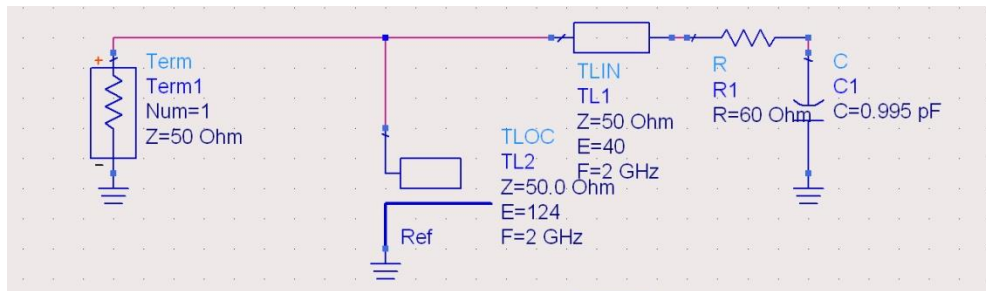 +
Term
Term1
Num=1
Z=50 Ohm
-
TLOC
TL2
Z=50.0 Ohm
E=124
F=2 GHz
Ref
TLIN
TL1
Z=50 Ohm
E=40
F=2 GHz
R
R1
R=60 Ohm
C
C1
C=0.995 pF